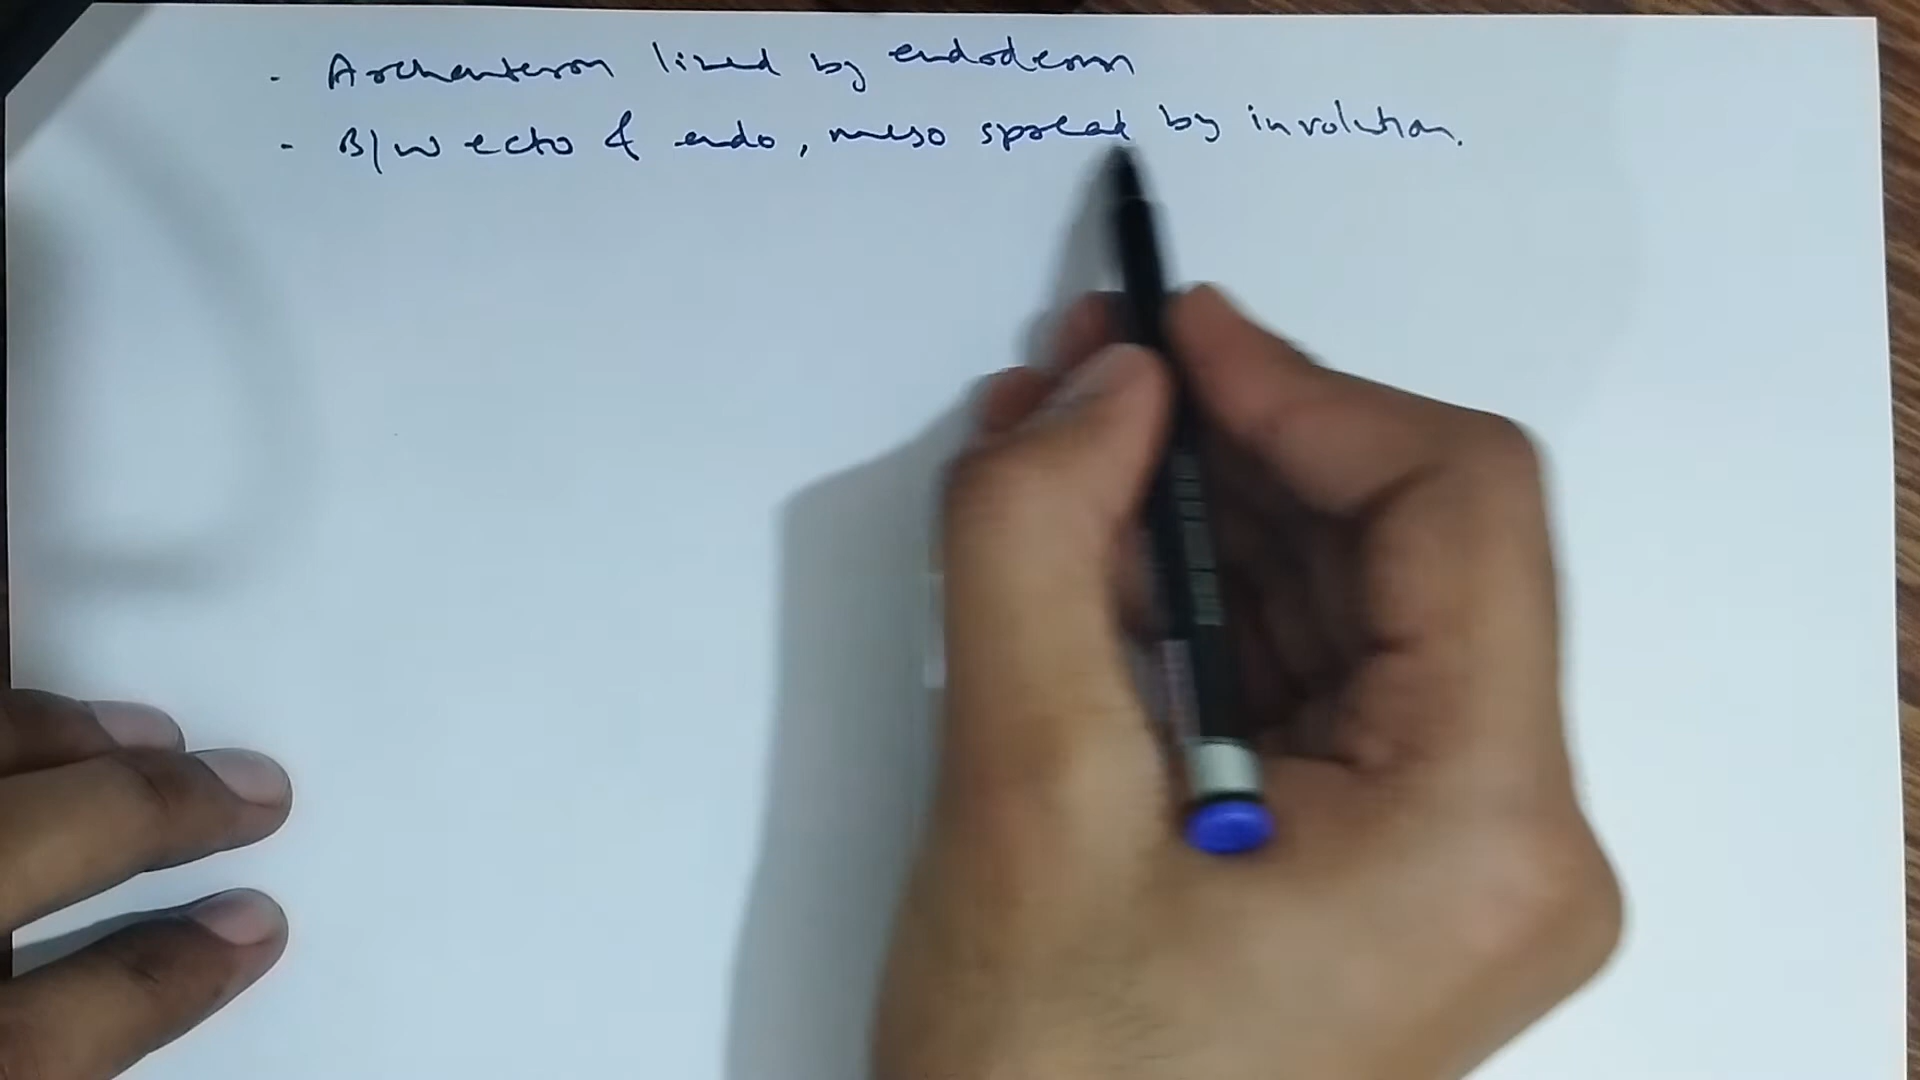 - Archenteron lined by endoderm
- B/w ecto & endo, meso spread by involution.